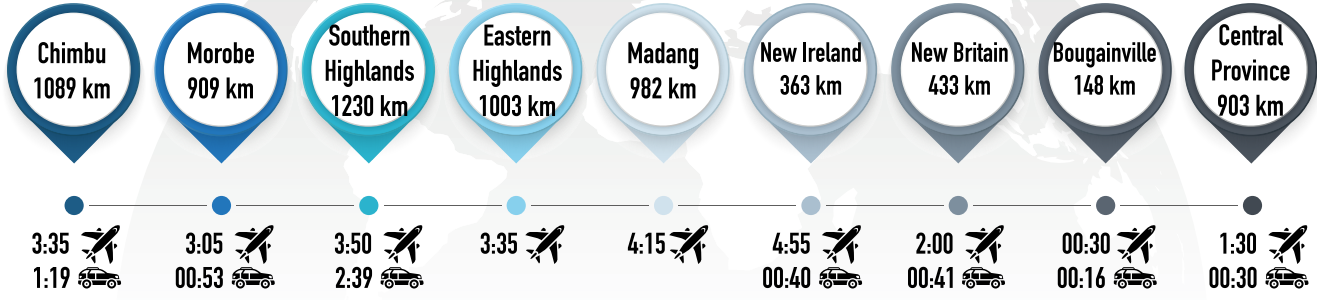 Chimbu
1089 km
Morobe
909 km
Southern
Highlands
1230 km
Eastern
Highlands
1003 km
Madang
982 km
New Ireland
363 km
New Britain
433 km
Bougainville
148 km
Central
Province
903 km
3:35
1:19
3:05
00:53
3:50
2:39
3:35
4:15
4:55
00:40
2:00
00:41
00:30
00:16
1:30
00:30